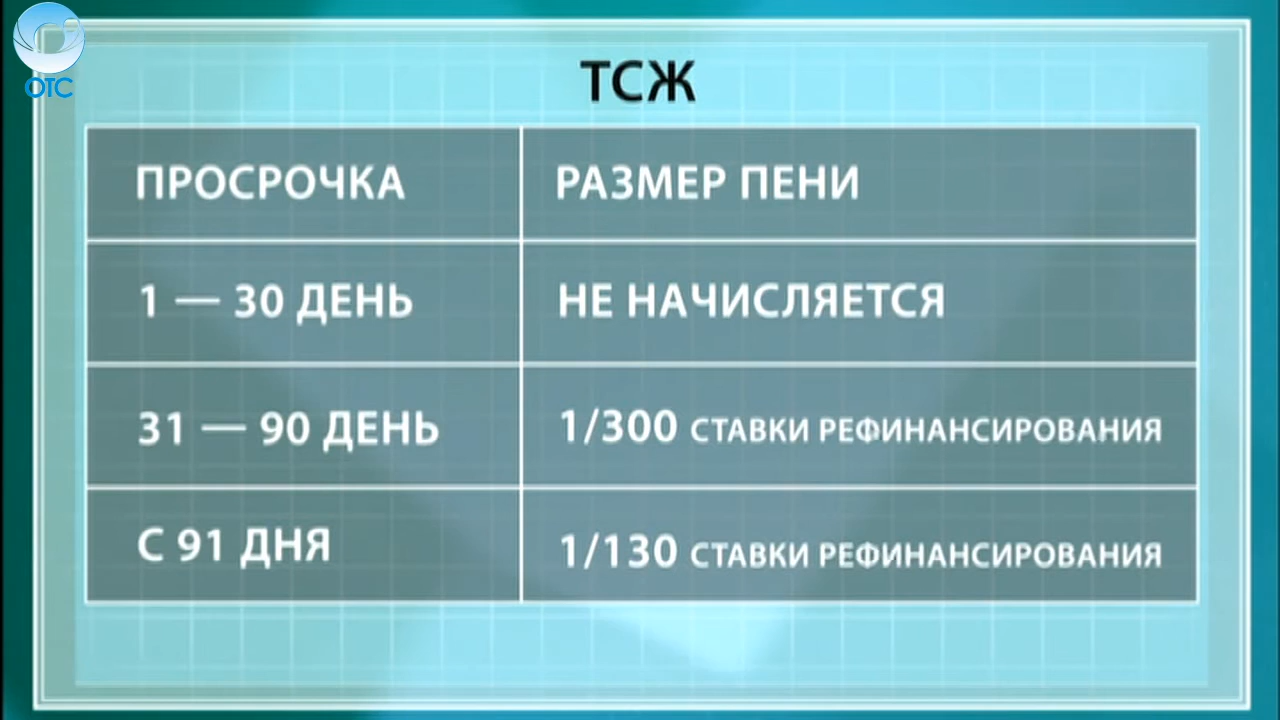 ОТС
ТСЖ
ПРОСРОЧКА
РАЗМЕР ПЕНИ
1 — 30 ДЕНЬ
НЕ НАЧИСЛЯЕТСЯ
31 — 90 ДЕНЬ
1/300 СТАВКИ РЕФИНАНСИРОВАНИЯ
С 91 ДНЯ
1/130 СТАВКИ РЕФИНАНСИРОВАНИЯ